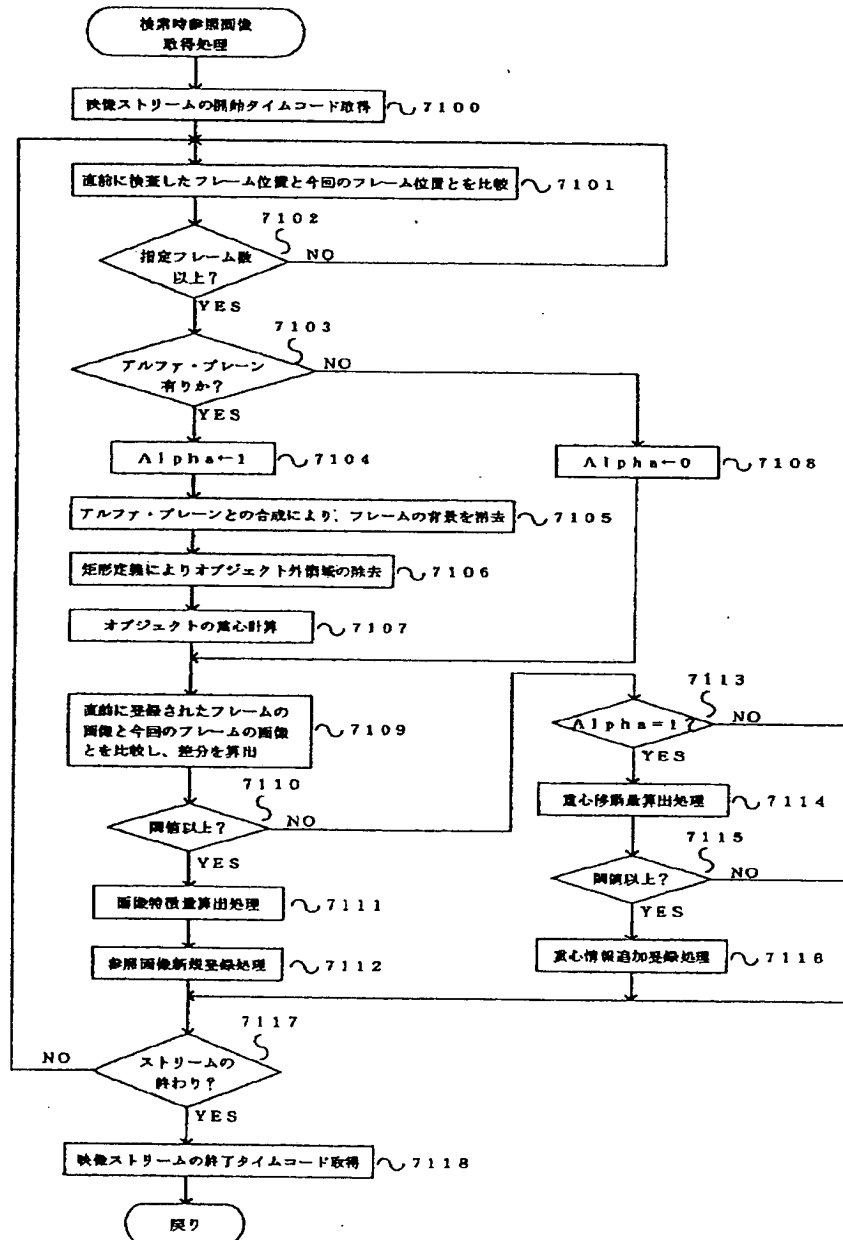 検索時参照画像
取得処理
映像ストリームの開始タイムコード取得
7100
直前に検査したフレーム位置と今回のフレーム位置とを比較
7101
7102
指定フレーム数
以上?
NO
YES
7103
アルファ・プレーン
有りか?
NO
YES
Alpha←1
7104
Alpha←0
7108
アルファ・プレーンとの合成により、フレームの背景を消去
7105
矩形定義によりオブジェクト外領域の除去
7106
オブジェクトの重心計算
7107
直前に登録されたフレームの
画像と今回のフレームの画像
とを比較し、差分を算出
7109
7113
Alpha=1?
NO
YES
7110
閾値以上?
NO
YES
重心移動量算出処理
7114
7115
閾値以上?
NO
YES
画像特徴量算出処理
7111
参照画像新規登録処理
7112
重心情報追加登録処理
7116
7117
ストリームの
終わり?
NO
YES
映像ストリームの終了タイムコード取得
7118
戻り